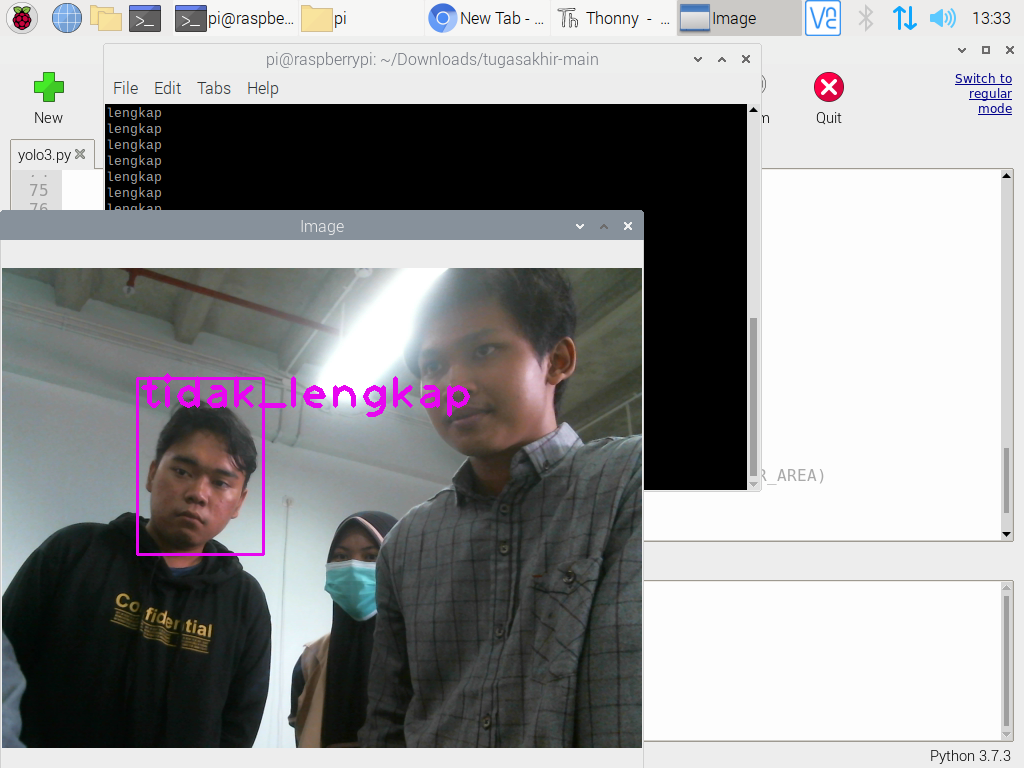 pi@raspbe...
pi
New Tab - ...
Thonny - ...
Image
13:33
pi@raspberrypi: ~/Downloads/tugasakhir-main
File Edit Tabs Help
New
Quit
Switch to
regular
mode
yolo3.py
lengkap
lengkap
lengkap
lengkap
lengkap
lengkap
lengkap
75
76
Image
tidak_lengkap
R_AREA)
Confidential
Python 3.7.3